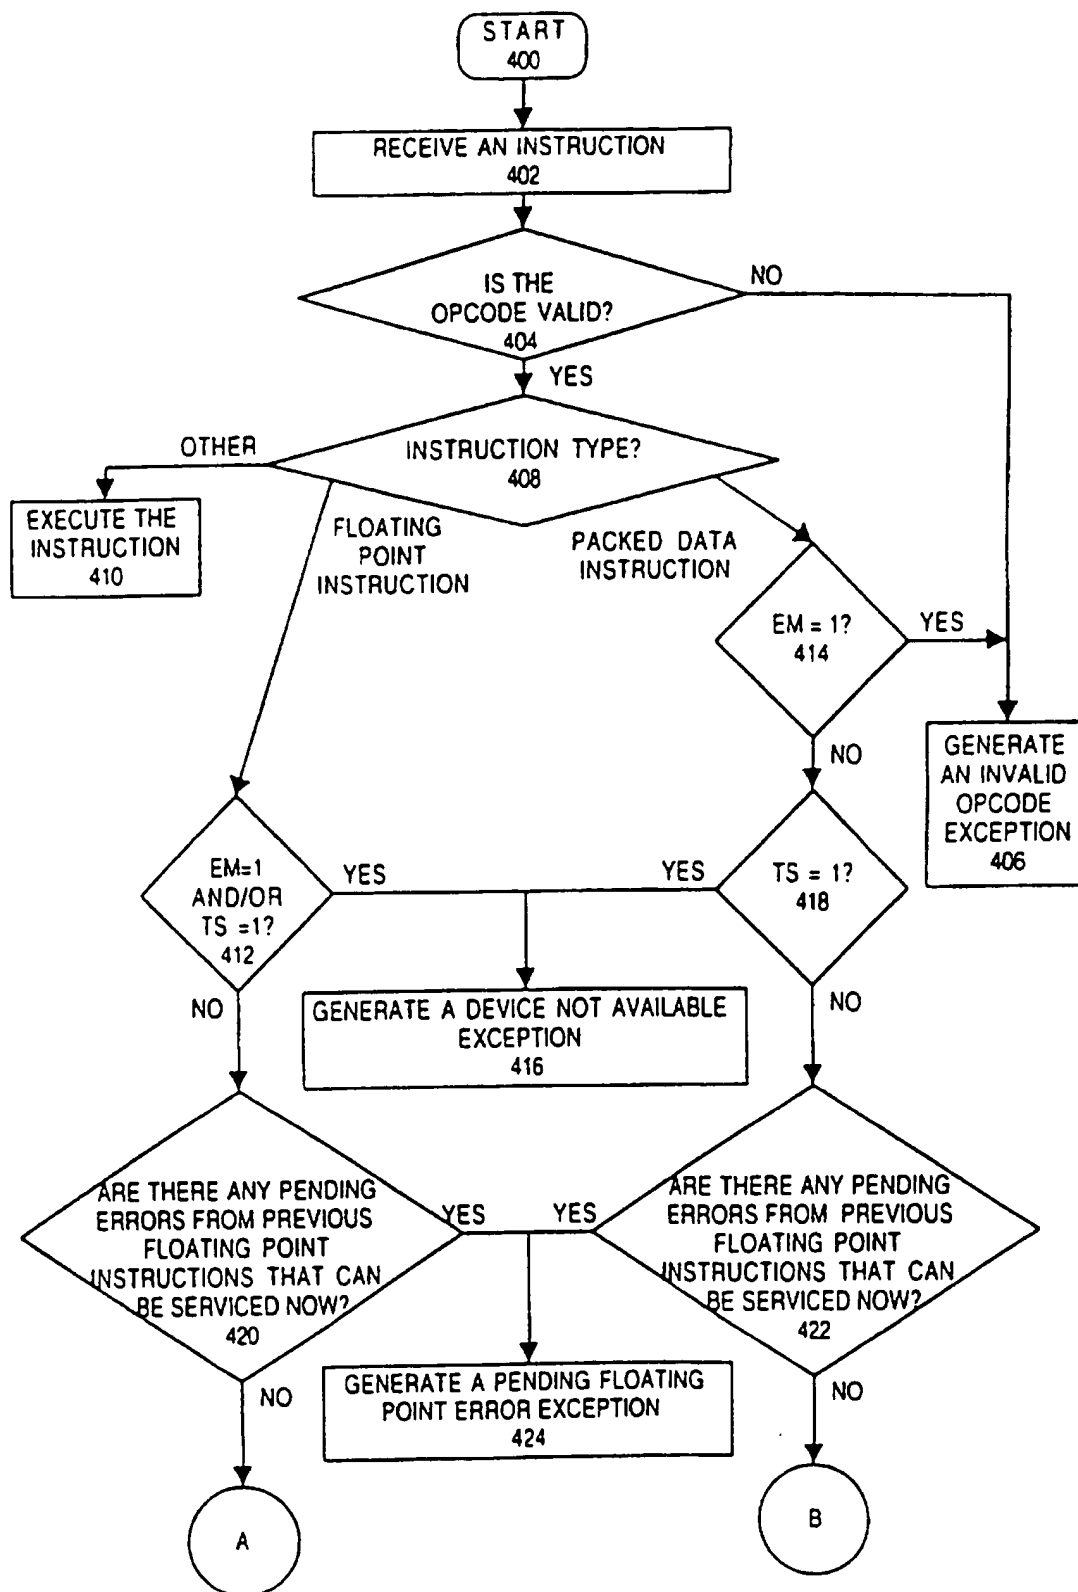 START
400
RECEIVE AN INSTRUCTION
402
IS THE
OPCODE VALID?
404
NO
YES
INSTRUCTION TYPE?
408
OTHER
EXECUTE THE
INSTRUCTION
410
FLOATING
POINT
INSTRUCTION
PACKED DATA
INSTRUCTION
EM = 1?
414
YES
NO
GENERATE
AN INVALID
OPCODE
EXCEPTION
406
EM=1
AND/OR
TS =1?
412
YES
YES
TS = 1?
418
NO
NO
GENERATE A DEVICE NOT AVAILABLE
EXCEPTION
416
ARE THERE ANY PENDING
ERRORS FROM PREVIOUS
FLOATING POINT
INSTRUCTIONS THAT CAN
BE SERVICED NOW?
420
YES
YES
ARE THERE ANY PENDING
ERRORS FROM PREVIOUS
FLOATING POINT
INSTRUCTIONS THAT CAN
BE SERVICED NOW?
422
NO
GENERATE A PENDING FLOATING
POINT ERROR EXCEPTION
424
NO
A
B